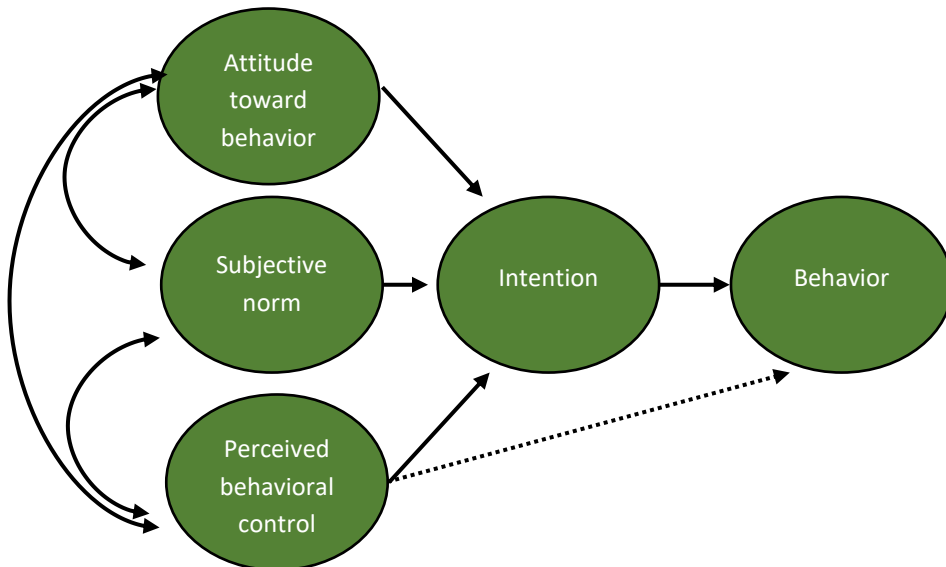 Attitude
toward
behavior
Subjective
norm
Intention
Behavior
Perceived
behavioral
control